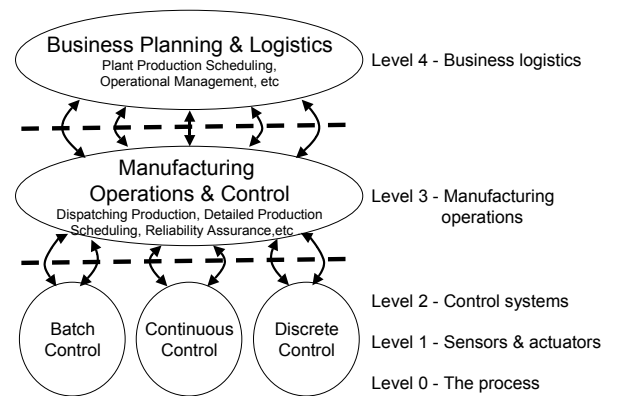 Business Planning & Logistics
Plant Production Scheduling,
Operational Management, etc
Level 4 - Business logistics
Manufacturing
Operations & Control
Dispatching Production, Detailed Production
Scheduling, Reliability Assurance,etc
Level 3 - Manufacturing
operations
Batch
Control
Continuous
Control
Discrete
Control
Level 2 - Control systems
Level 1 - Sensors & actuators
Level 0 - The process